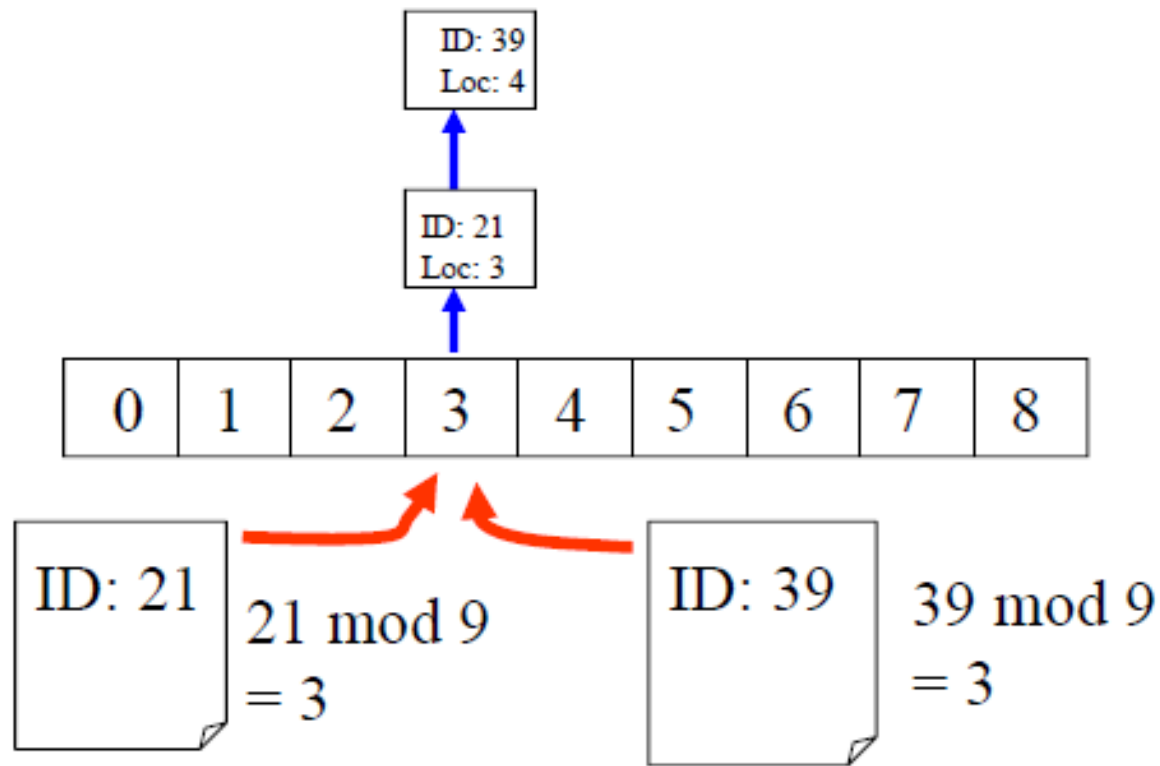 ID: 39
Loc: 4
ID: 21
Loc: 3
0 1 2 3 4 5 6 7 8
ID: 21
21 mod 9
= 3
ID: 39
39 mod 9
= 3